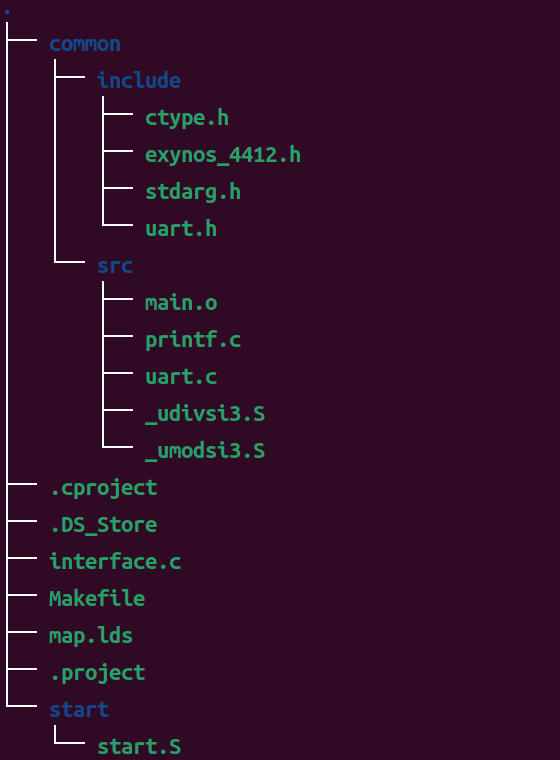 .
common
include
ctype.h
exynos_4412.h
stdarg.h
uart.h
src
main.o
printf.c
uart.c
_udivsi3.S
_umodsi3.S
.cproject
.DS_Store
interface.c
Makefile
map.lds
.project
start
start.S